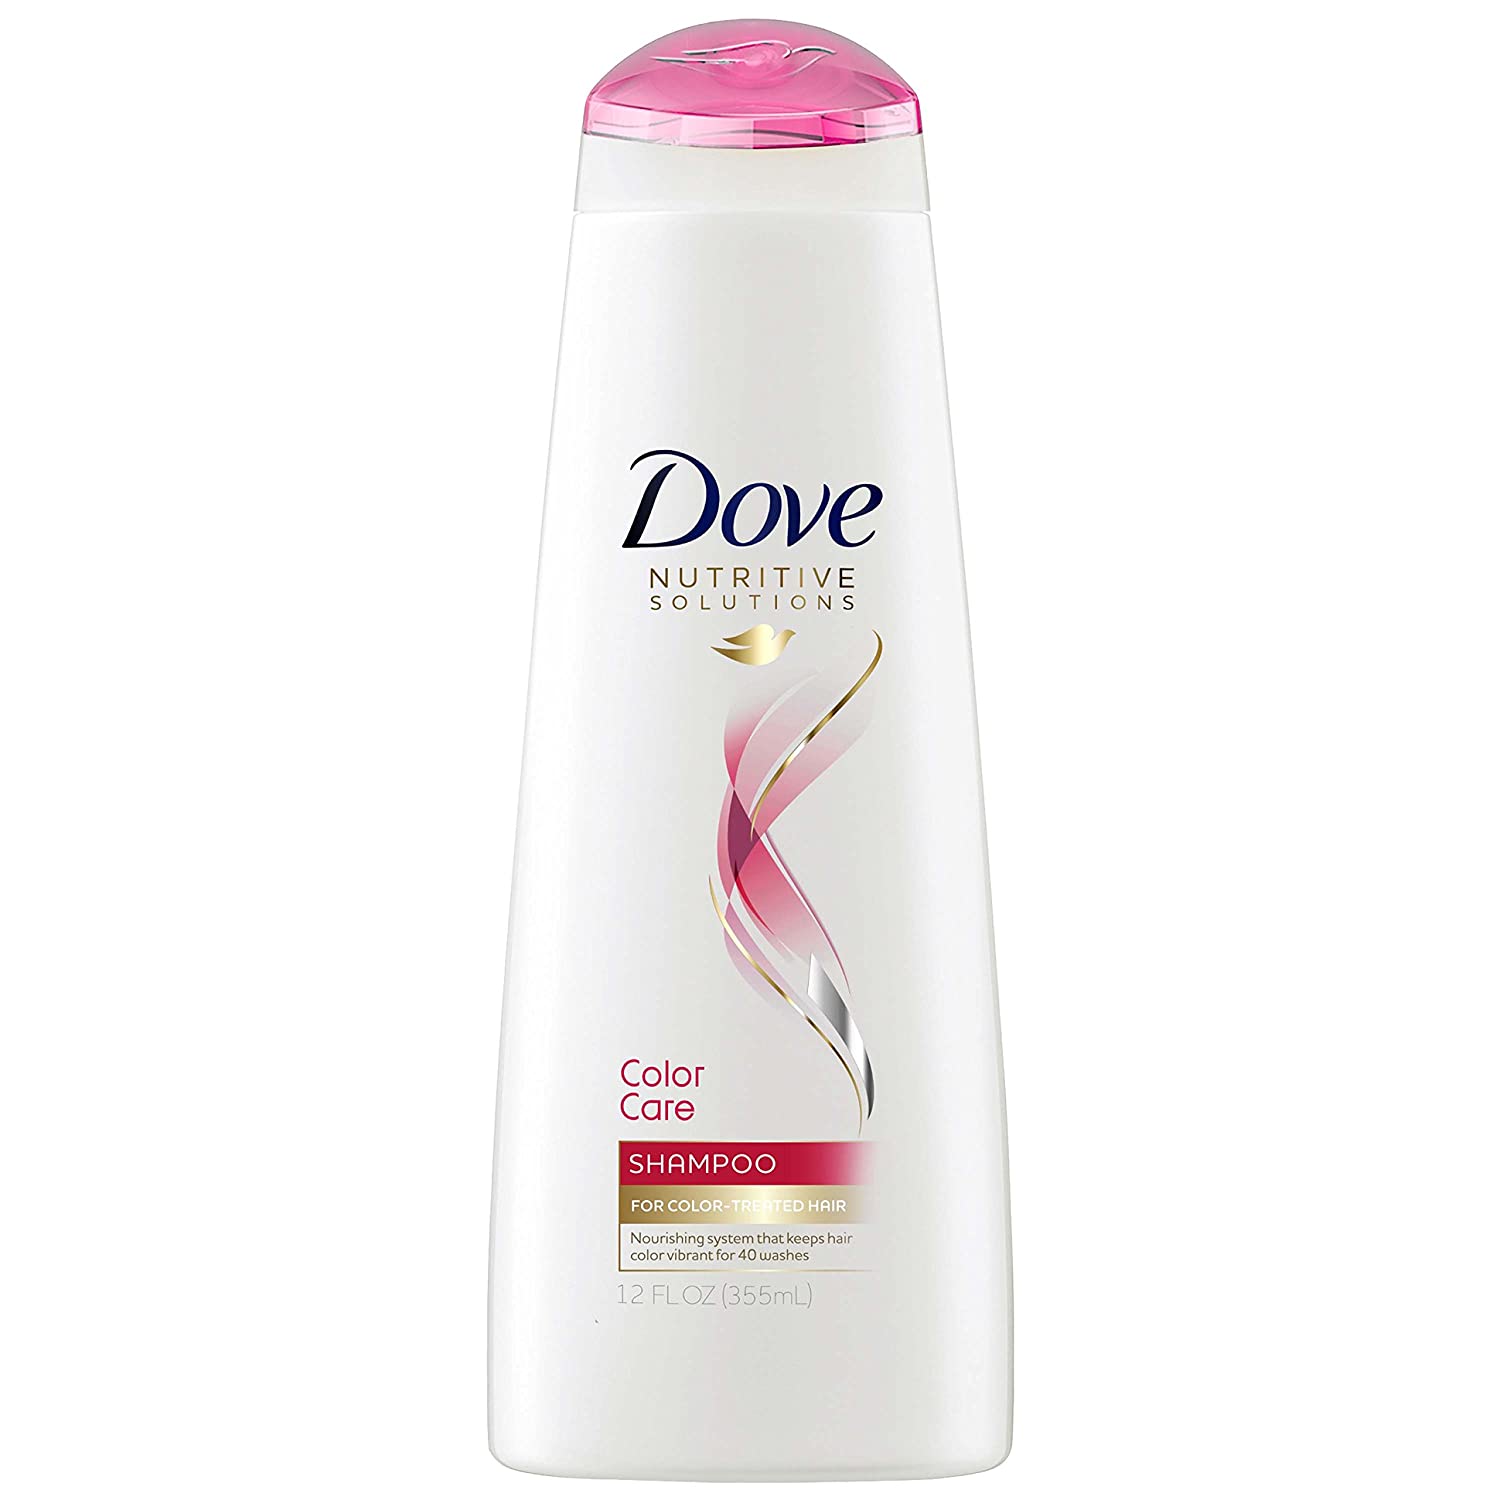 Dove
NUTRITIVE
SOLUTIONS
Color
Care
SHAMPOO
FOR COLOR-TREATED HAIR
Nourishing system that keeps hair
color vibrant for 40 washes
12 FL OZ (355mL)